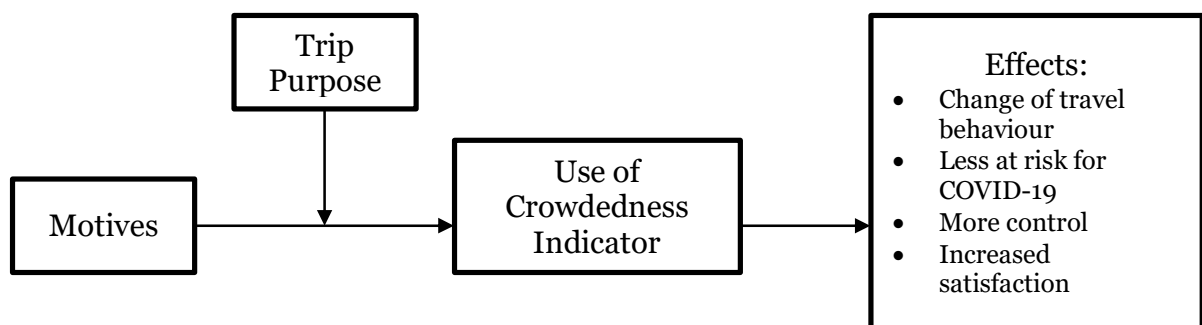 Trip
Purpose
Motives
Use of
Crowdedness
Indicator
Effects:
• Change of travel
behaviour
• Less at risk for
COVID-19
• More control
• Increased
satisfaction